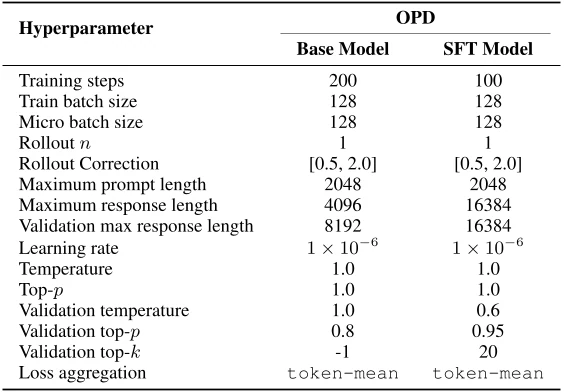 Hyperparameter OPD
Base Model SFT Model
Training steps 200 100
Train batch size 128 128
Micro batch size 128 128
Rollout n 1 1
Rollout Correction [0.5, 2.0] [0.5, 2.0]
Maximum prompt length 2048 2048
Maximum response length 4096 16384
Validation max response length 8192 16384
Learning rate 1 × 10⁻⁶ 1 × 10⁻⁶
Temperature 1.0 1.0
Top-p 1.0 1.0
Validation temperature 1.0 0.6
Validation top-p 0.8 0.95
Validation top-k -1 20
Loss aggregation token-mean token-mean